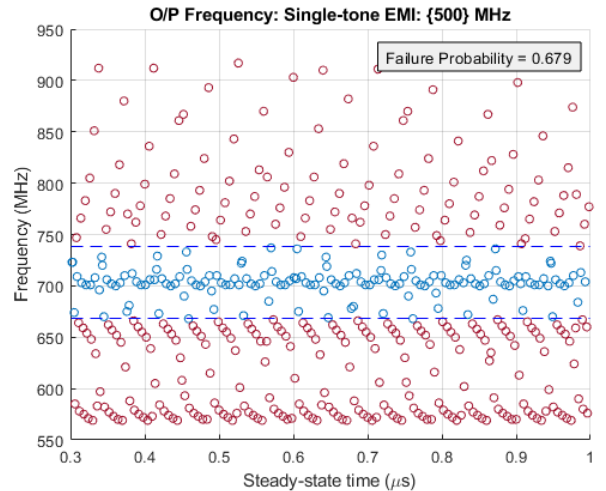 O/P Frequency: Single-tone EMI: {500} MHz
Failure Probability = 0.679
Frequency (MHz)
950
900
850
800
750
700
650
600
550
0.3 0.4 0.5 0.6 0.7 0.8 0.9 1
Steady-state time (μs)